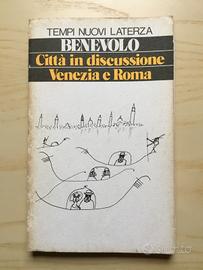 TEMPI NUOVI LATERZA
BENEVOLO
Città in discussione
Venezia e Roma